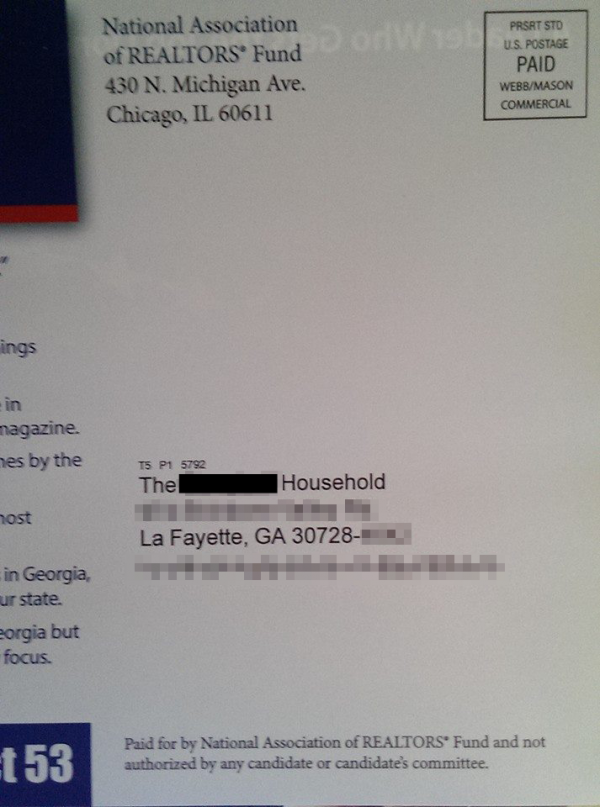 National Association
of REALTORS® Fund
430 N. Michigan Ave.
Chicago, IL 60611
PRSRT STD
U.S. POSTAGE
PAID
WEBB/MASON
COMMERCIAL
ings
in
magazine.
nes by the
T5 P1 5792
The Household
La Fayette, GA 30728-
nost
in Georgia,
ur state.
eorgia but
focus.
t 53
Paid for by National Association of REALTORS® Fund and not
authorized by any candidate or candidate's committee.